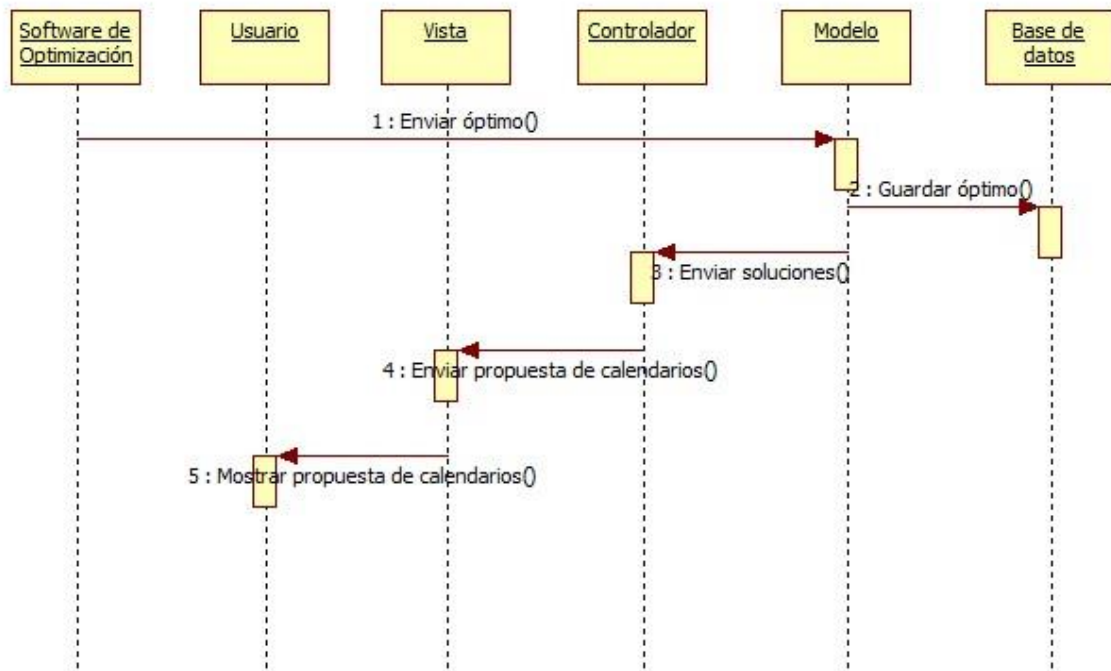 Software de
Optimización
Usuario
Vista
Controlador
Modelo
Base de
datos
1 : Enviar óptimo()
2 : Guardar óptimo()
3 : Enviar soluciones()
4 : Enviar propuesta de calendarios()
5 : Mostrar propuesta de calendarios()